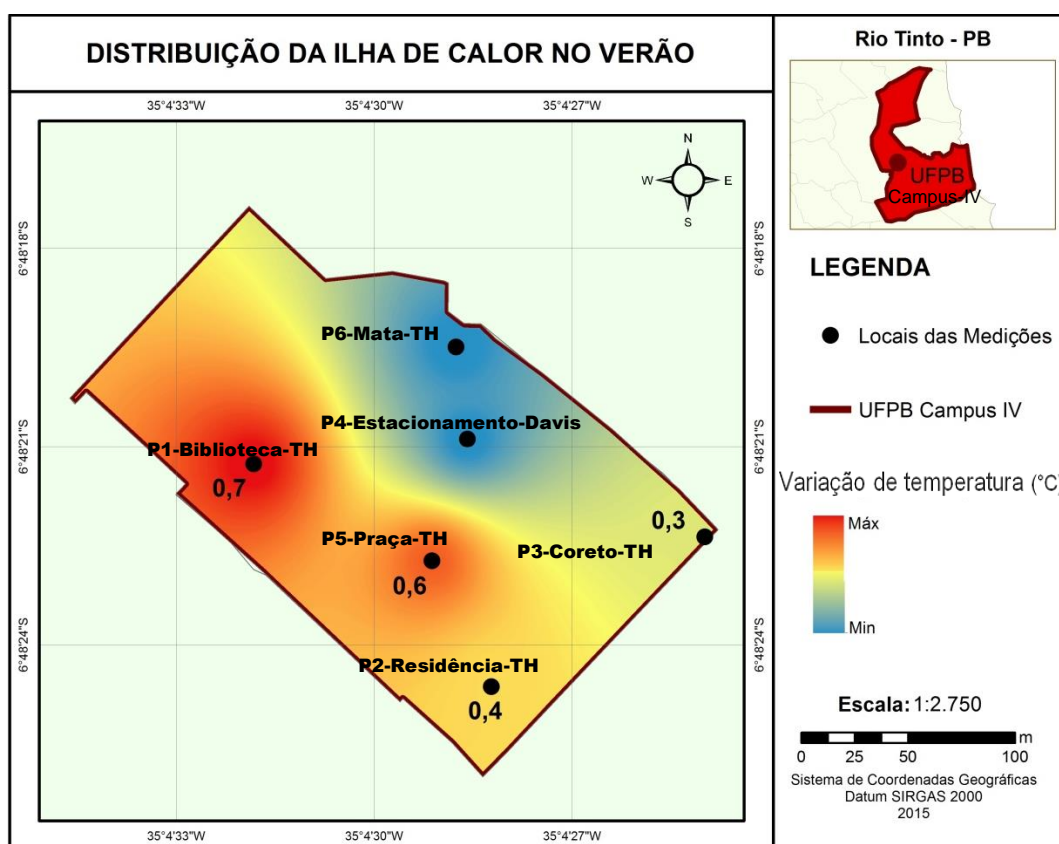 DISTRIBUIÇÃO DA ILHA DE CALOR NO VERÃO
35°4'33"W
35°4'30"W
35°4'27"W
N
W
E
S
6°48'18"S
6°48'18"S
P6-Mata-TH
P4-Estacionamento-Davis
6°48'21"S
6°48'21"S
P1-Biblioteca-TH
0,7
0,3
P5-Praça-TH
P3-Coreto-TH
0,6
6°48'24"S
6°48'24"S
P2-Residência-TH
0,4
35°4'33"W
35°4'30"W
35°4'27"W
Rio Tinto - PB
UFPB
Campus-IV
LEGENDA
Locais das Medições
UFPB Campus IV
Variação de temperatura (°C)
Máx
Min
Escala: 1:2.750
m
0 25 50 100
Sistema de Coordenadas Geográficas
Datum SIRGAS 2000
2015